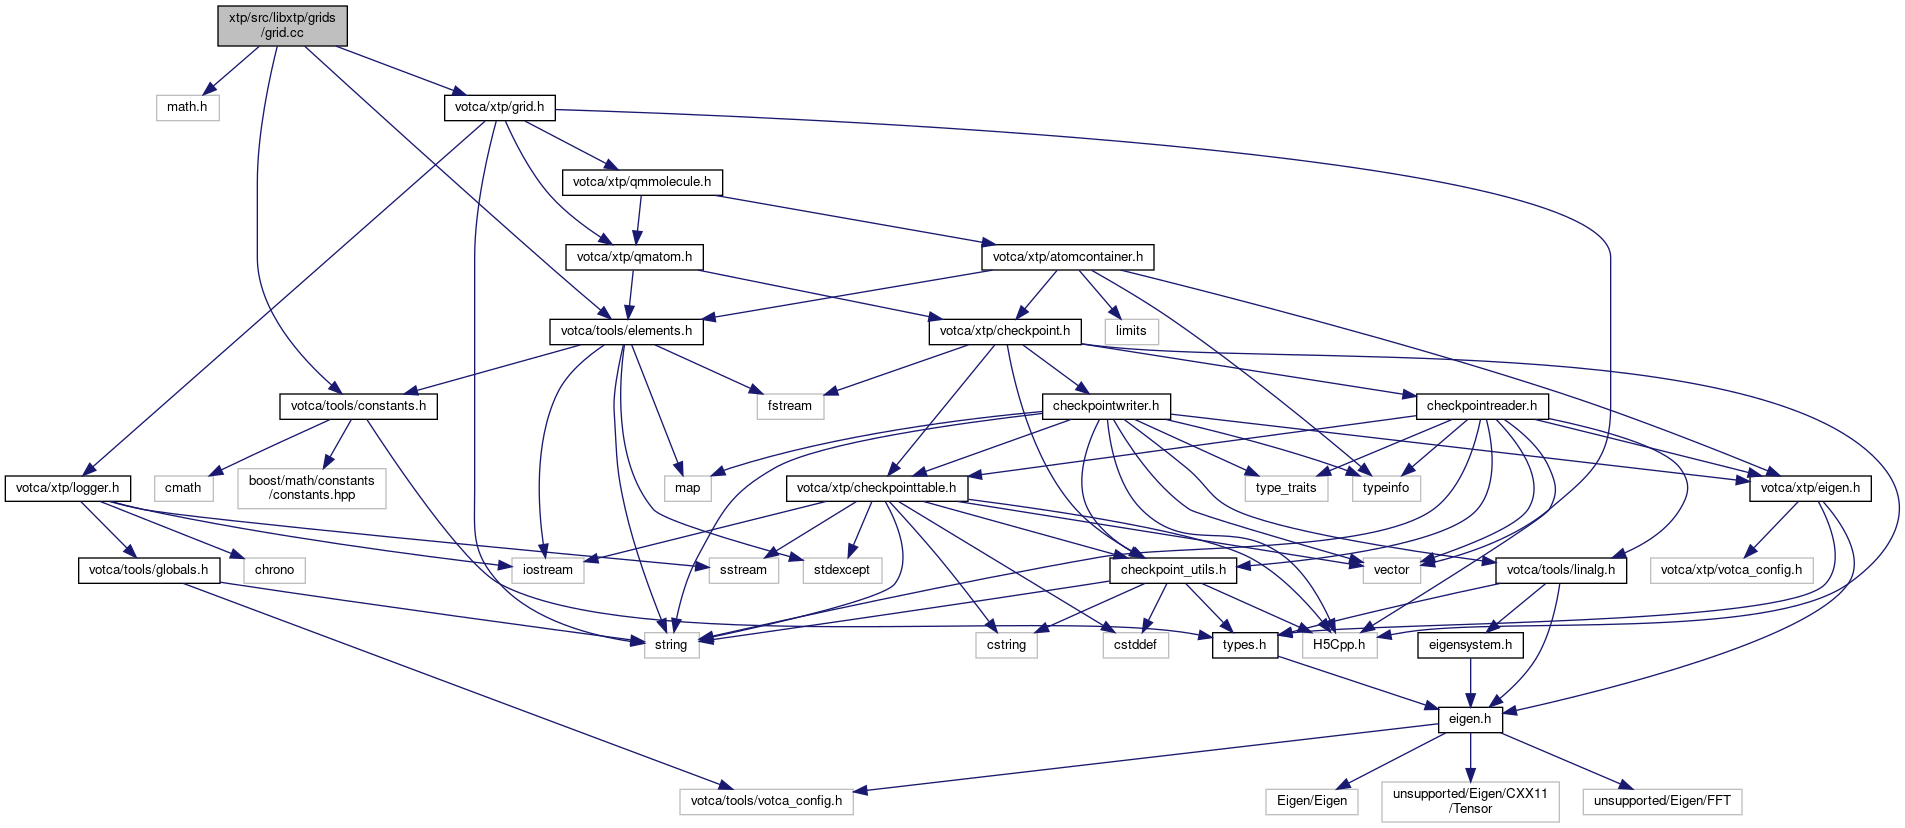 xtp/src/libxtp/grids
/grid.cc
math.h
votca/xtp/grid.h
votca/xtp/qmmolecule.h
votca/xtp/qmatom.h
votca/xtp/atomcontainer.h
votca/tools/elements.h
votca/xtp/checkpoint.h
limits
votca/tools/constants.h
fstream
checkpointwriter.h
checkpointreader.h
votca/xtp/logger.h
cmath
boost/math/constants
/constants.hpp
map
votca/xtp/checkpointtable.h
type_traits
typeinfo
votca/xtp/eigen.h
votca/tools/globals.h
chrono
iostream
sstream
stdexcept
checkpoint_utils.h
vector
votca/tools/linalg.h
votca/xtp/votca_config.h
string
cstring
cstddef
types.h
H5Cpp.h
eigensystem.h
eigen.h
votca/tools/votca_config.h
Eigen/Eigen
unsupported/Eigen/CXX11
/Tensor
unsupported/Eigen/FFT